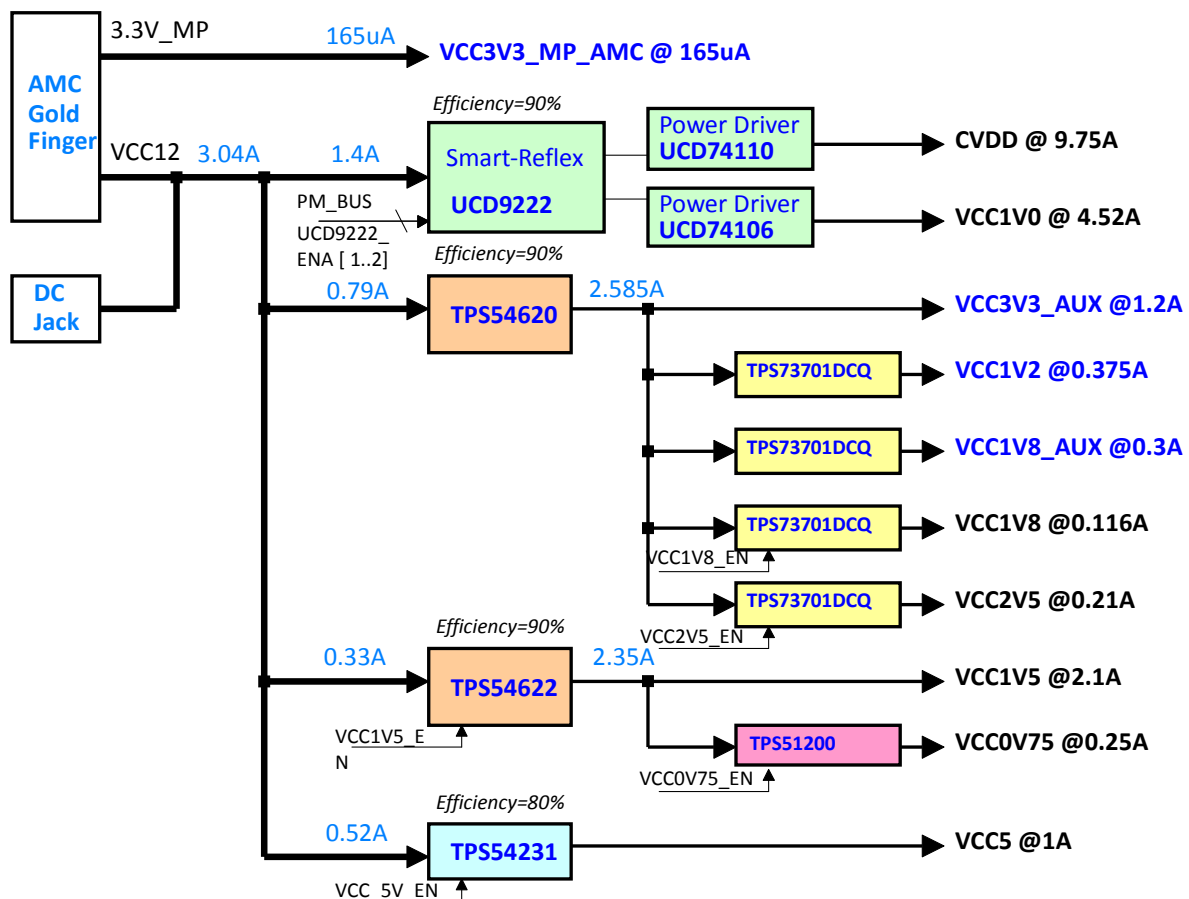 3.3V_MP
165uA
VCC3V3_MP_AMC @ 165uA
AMC
Gold
Finger
VCC12
3.04A
1.4A
Efficiency=90%
Smart-Reflex
UCD9222
Power Driver
UCD74110
CVDD @ 9.75A
Power Driver
UCD74106
VCC1V0 @ 4.52A
PM_BUS
UCD9222_
ENA [ 1..2]
DC
Jack
Efficiency=90%
0.79A
TPS54620
2.585A
VCC3V3_AUX @1.2A
TPS73701DCQ
VCC1V2 @0.375A
TPS73701DCQ
VCC1V8_AUX @0.3A
TPS73701DCQ
VCC1V8 @0.116A
VCC1V8_EN
TPS73701DCQ
VCC2V5 @0.21A
VCC2V5_EN
Efficiency=90%
0.33A
TPS54622
2.35A
VCC1V5 @2.1A
VCC1V5_E
N
TPS51200
VCC0V75 @0.25A
VCC0V75_EN
Efficiency=80%
0.52A
TPS54231
VCC5 @1A
VCC_5V_EN